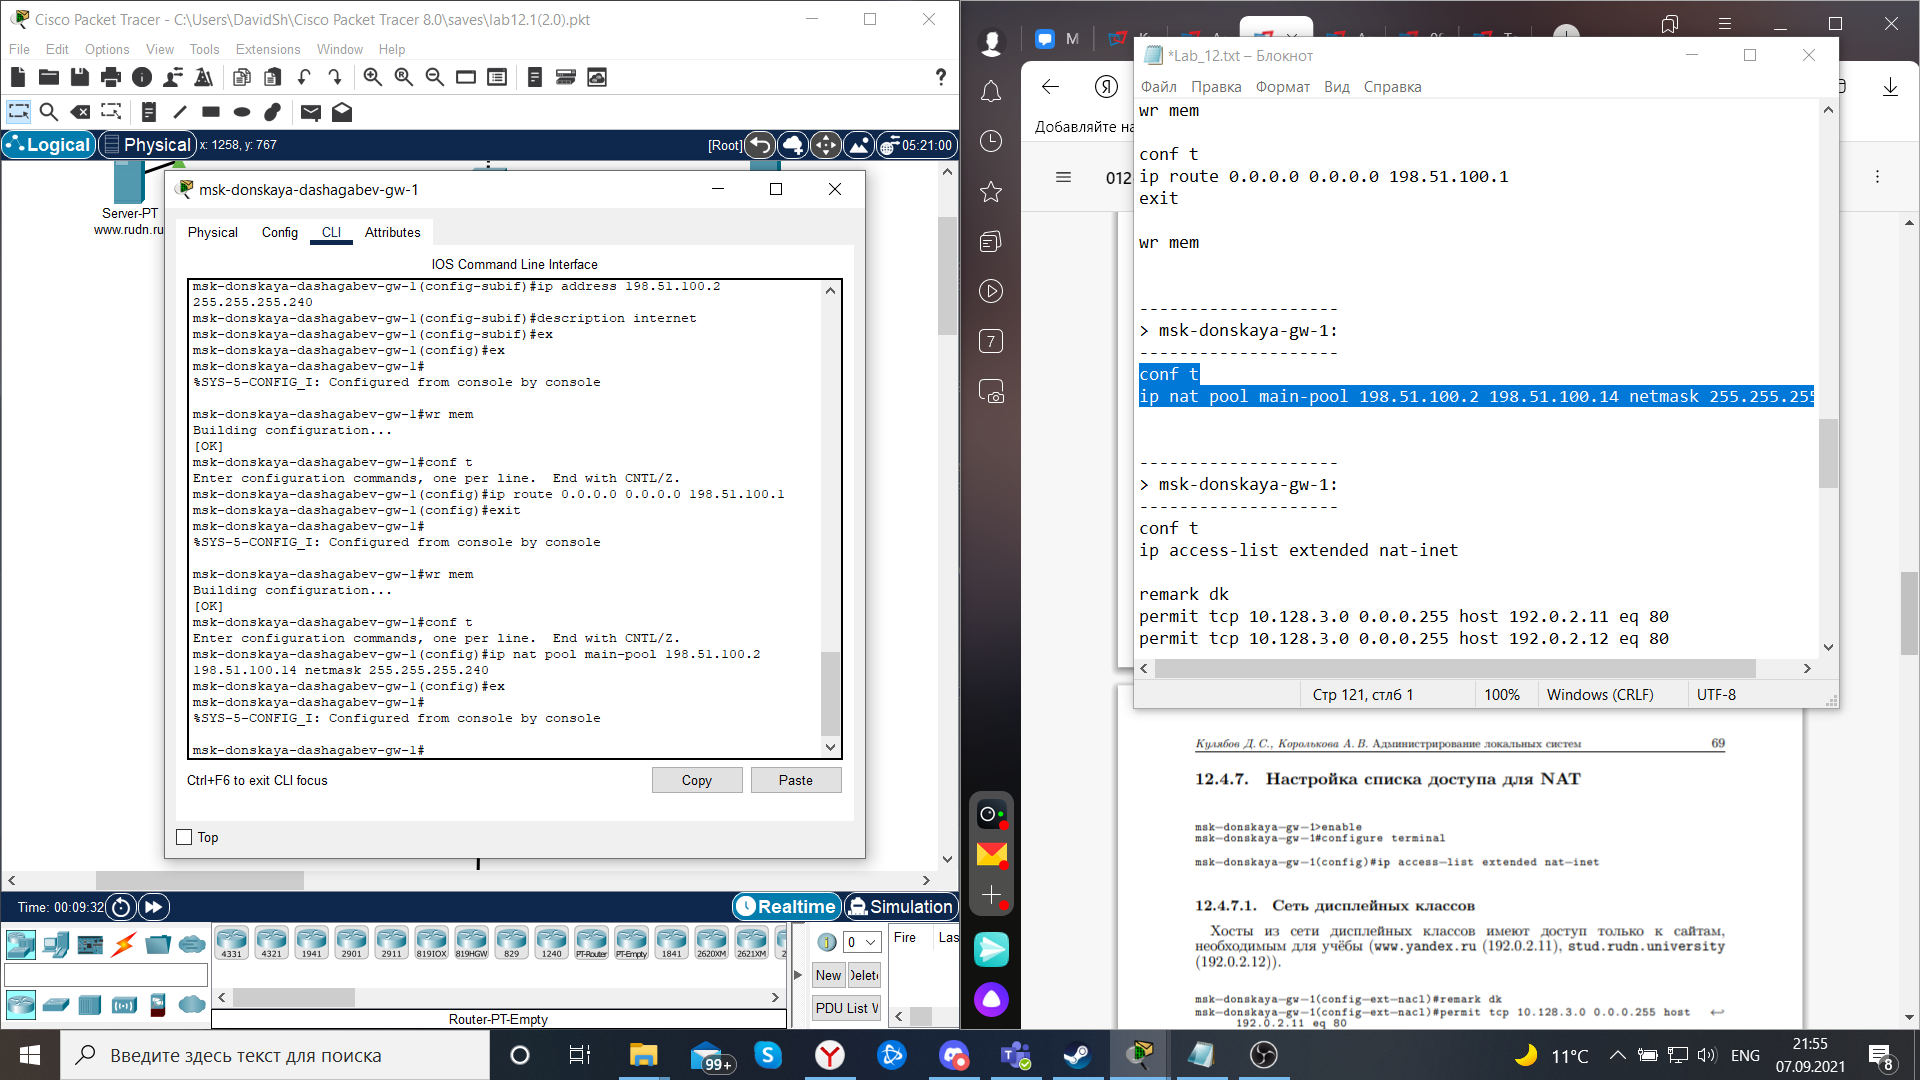 Cisco Packet Tracer - C:\Users\DavidSh\Cisco Packet Tracer 8.0\saves\lab12.1(2.0).pkt
File Edit Options View Tools Extensions Window Help
?
Logical Physical x: 1258, y: 767 [Root] 05:21:00
Server-PT
www.rudn.ru
msk-donskaya-dashagabev-gw-1
Physical Config CLI Attributes
IOS Command Line Interface
msk-donskaya-dashagabev-gw-1(config-subif)#ip address 198.51.100.2
255.255.255.240
msk-donskaya-dashagabev-gw-1(config-subif)#description internet
msk-donskaya-dashagabev-gw-1(config-subif)#ex
msk-donskaya-dashagabev-gw-1(config)#ex
msk-donskaya-dashagabev-gw-1#
%SYS-5-CONFIG_I: Configured from console by console
msk-donskaya-dashagabev-gw-1#wr mem
Building configuration...
[OK]
msk-donskaya-dashagabev-gw-1#conf t
Enter configuration commands, one per line.  End with CNTL/Z.
msk-donskaya-dashagabev-gw-1(config)#ip route 0.0.0.0 0.0.0.0 198.51.100.1
msk-donskaya-dashagabev-gw-1(config)#exit
msk-donskaya-dashagabev-gw-1#
%SYS-5-CONFIG_I: Configured from console by console
msk-donskaya-dashagabev-gw-1#wr mem
Building configuration...
[OK]
msk-donskaya-dashagabev-gw-1#conf t
Enter configuration commands, one per line.  End with CNTL/Z.
msk-donskaya-dashagabev-gw-1(config)#ip nat pool main-pool 198.51.100.2
198.51.100.14 netmask 255.255.255.240
msk-donskaya-dashagabev-gw-1(config)#ex
msk-donskaya-dashagabev-gw-1#
%SYS-5-CONFIG_I: Configured from console by console
msk-donskaya-dashagabev-gw-1#
Ctrl+F6 to exit CLI focus
Copy Paste
Top
Time: 00:09:32 Realtime Simulation
4331 4321 1941 2901 2911 819IOX 819HGW 829 1240 PT-Router PT-Empty 1841 2620XM 2621XM
0
Fire Las
New Delete
PDU List W
Router-PT-Empty
М
7
Я
Добавляйте на
012
*Lab_12.txt – Блокнот
Файл Правка Формат Вид Справка
wr mem
conf t
ip route 0.0.0.0 0.0.0.0 198.51.100.1
exit
wr mem
--------------------
> msk-donskaya-gw-1:
--------------------
conf t
ip nat pool main-pool 198.51.100.2 198.51.100.14 netmask 255.255.255
--------------------
> msk-donskaya-gw-1:
--------------------
conf t
ip access-list extended nat-inet
remark dk
permit tcp 10.128.3.0 0.0.0.255 host 192.0.2.11 eq 80
permit tcp 10.128.3.0 0.0.0.255 host 192.0.2.12 eq 80
Стр 121, стлб 1 100% Windows (CRLF) UTF-8
Кулябов Д. С., Королькова А. В. Администрирование локальных систем 69
12.4.7. Настройка списка доступа для NAT
msk-donskaya-gw-1>enable
msk-donskaya-gw-1#configure terminal
msk-donskaya-gw-1(config)#ip access-list extended nat-inet
12.4.7.1. Сеть дисплейных классов
Хосты из сети дисплейных классов имеют доступ только к сайтам,
необходимым для учёбы (www.yandex.ru (192.0.2.11), stud.rudn.university
(192.0.2.12)).
msk-donskaya-gw-1(config-ext-nacl)#remark dk
msk-donskaya-gw-1(config-ext-nacl)#permit tcp 10.128.3.0 0.0.0.255 host
192.0.2.11 eq 80
Введите здесь текст для поиска
99+
11°C
ENG
21:55
07.09.2021
8